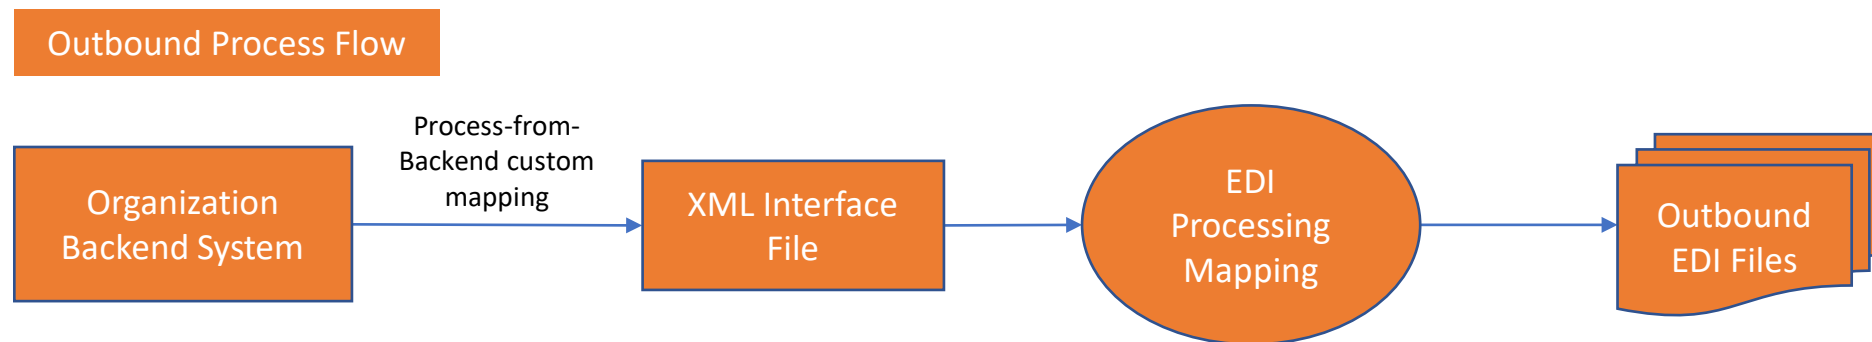 Outbound Process Flow
Process-from-
Backend custom
mapping
Organization
Backend System
XML Interface
File
EDI
Processing
Mapping
Outbound
EDI Files